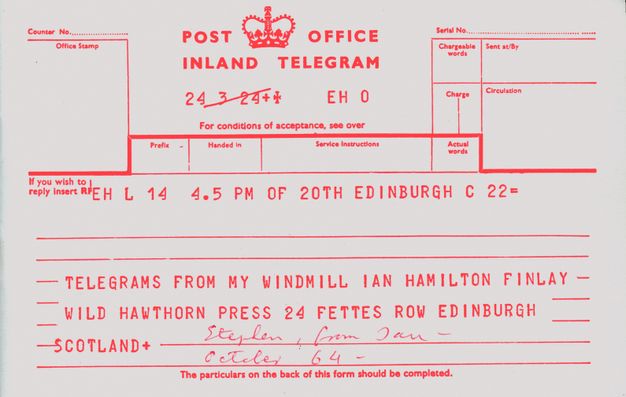 Counter No.
POST OFFICE
Serial No.
Office Stamp
INLAND TELEGRAM
Chargeable words
Sent at/By
24 3 24++ EH O
Charge
Circulation
For conditions of acceptance, see over
Prefix Handed in Service Instructions Actual words
If you wish to
reply insert R
EH L 14 4.5 PM OF 20TH EDINBURGH C 22=
TELEGRAMS FROM MY WINDMILL IAN HAMILTON FINLAY
WILD HAWTHORN PRESS 24 FETTES ROW EDINBURGH
SCOTLAND+
Stephen, from Ian -
October 64 -
The particulars on the back of this form should be completed.